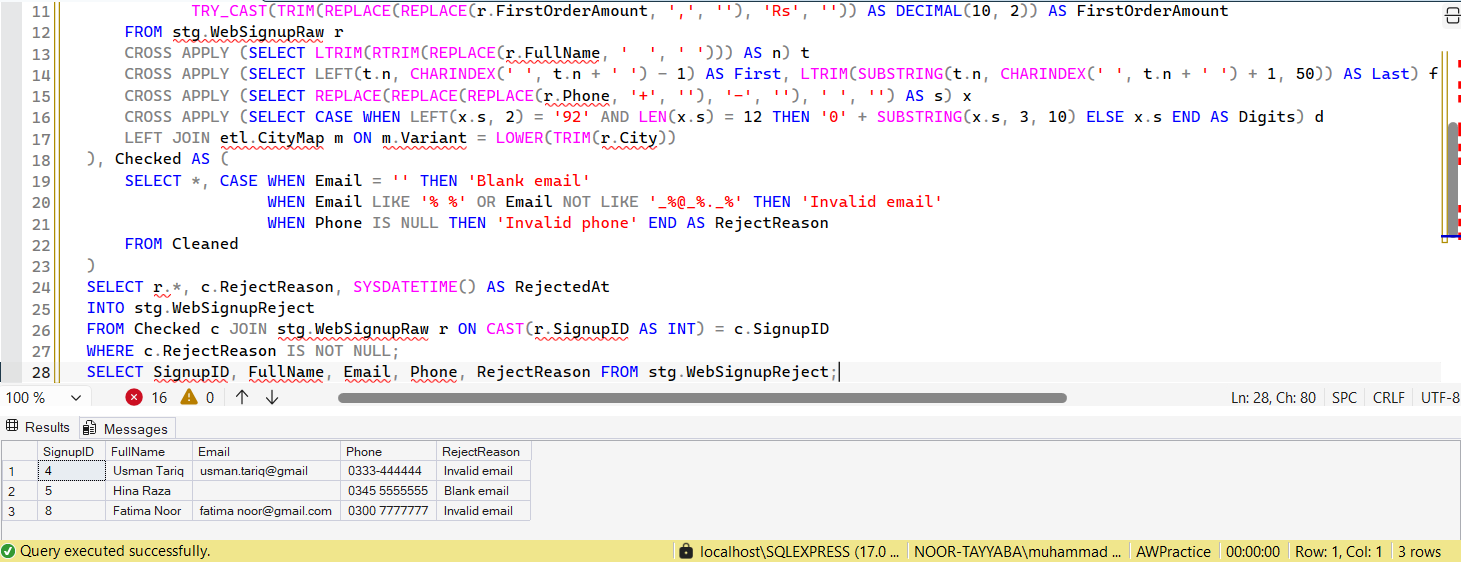 11 TRY_CAST(TRIM(REPLACE(REPLACE(r.FirstOrderAmount, ',', ''), 'Rs', '')) AS DECIMAL(10, 2)) AS FirstOrderAmount
12 FROM stg.WebSignupRaw r
13 CROSS APPLY (SELECT LTRIM(RTRIM(REPLACE(r.FullName, '  ', ' '))) AS n) t
14 CROSS APPLY (SELECT LEFT(t.n, CHARINDEX(' ', t.n + ' ') - 1) AS First, LTRIM(SUBSTRING(t.n, CHARINDEX(' ', t.n + ' ') + 1, 50)) AS Last) f
15 CROSS APPLY (SELECT REPLACE(REPLACE(REPLACE(r.Phone, '+', ''), '-', ''), ' ', '') AS s) x
16 CROSS APPLY (SELECT CASE WHEN LEFT(x.s, 2) = '92' AND LEN(x.s) = 12 THEN '0' + SUBSTRING(x.s, 3, 10) ELSE x.s END AS Digits) d
17 LEFT JOIN etl.CityMap m ON m.Variant = LOWER(TRIM(r.City))
18 ), Checked AS (
19 SELECT *, CASE WHEN Email = '' THEN 'Blank email'
20 WHEN Email LIKE '% %' OR Email NOT LIKE '_%@_%._%' THEN 'Invalid email'
21 WHEN Phone IS NULL THEN 'Invalid phone' END AS RejectReason
22 FROM Cleaned
23 )
24 SELECT r.*, c.RejectReason, SYSDATETIME() AS RejectedAt
25 INTO stg.WebSignupReject
26 FROM Checked c JOIN stg.WebSignupRaw r ON CAST(r.SignupID AS INT) = c.SignupID
27 WHERE c.RejectReason IS NOT NULL;
28 SELECT SignupID, FullName, Email, Phone, RejectReason FROM stg.WebSignupReject;
100 % 16 0 Ln: 28, Ch: 80 SPC CRLF UTF-8
Results Messages
SignupID FullName Email Phone RejectReason
1 4 Usman Tariq usman.tariq@gmail 0333-444444 Invalid email
2 5 Hina Raza 0345 5555555 Blank email
3 8 Fatima Noor fatima noor@gmail.com 0300 7777777 Invalid email
Query executed successfully. localhost\SQLEXPRESS (17.0 ... NOOR-TAYYABA\muhammad ... AWPractice 00:00:00 Row: 1, Col: 1 3 rows